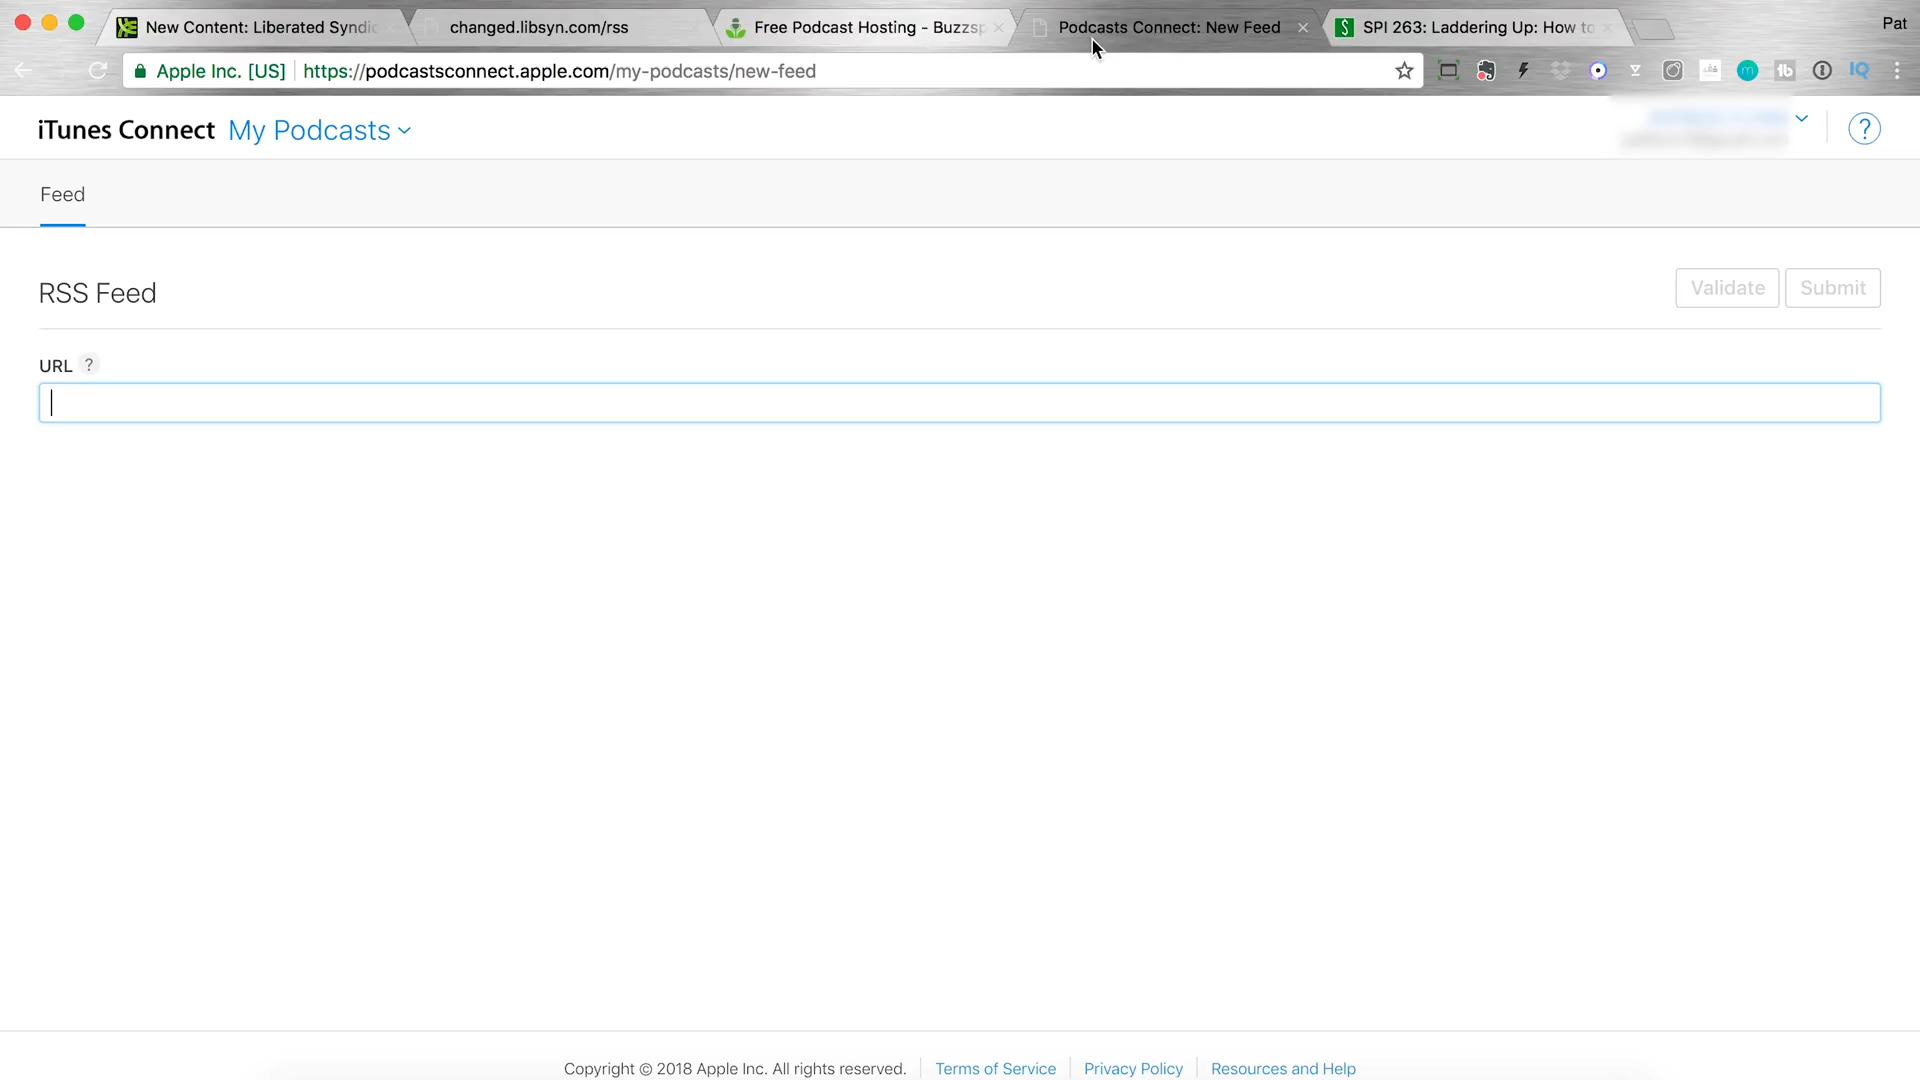 New Content: Liberated Syndic
changed.libsyn.com/rss
Free Podcast Hosting - Buzzsp
Podcasts Connect: New Feed
SPI 263: Laddering Up: How to
Pat
Apple Inc. [US]
https://podcastsconnect.apple.com/my-podcasts/new-feed
iTunes Connect My Podcasts
?
Feed
RSS Feed
Validate
Submit
URL ?
Copyright © 2018 Apple Inc. All rights reserved.
Terms of Service
Privacy Policy
Resources and Help